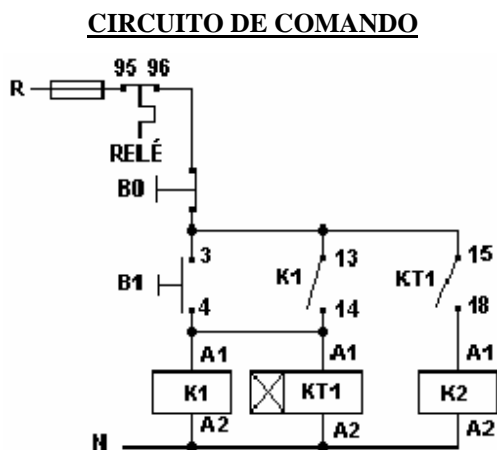 CIRCUITO DE COMANDO
95 96
R
RELÉ
B0
3
13
15
B1
K1
KT1
4
14
18
A1
A1
A1
K1
KT1
K2
A2
A2
A2
N